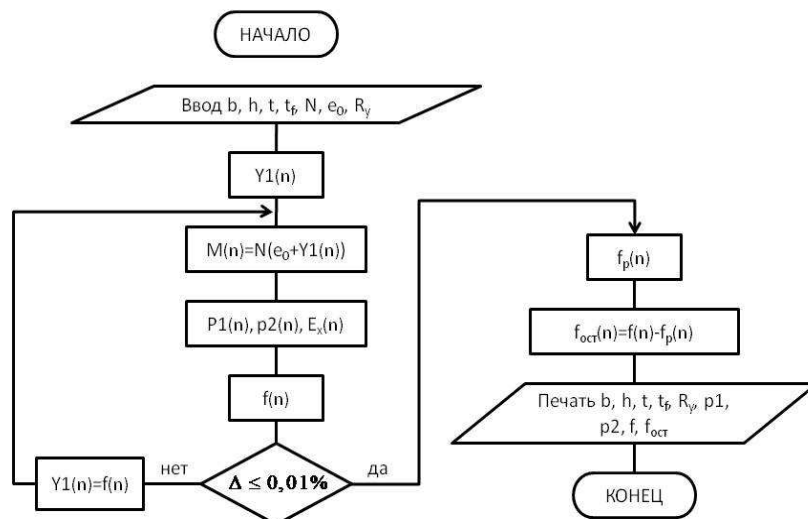 НАЧАЛО
Ввод b, h, t, t_f, N, e_0, R_y
Y1(n)
M(n)=N(e_0+Y1(n))
P1(n), p2(n), E_x(n)
f(n)
Δ ≤ 0,01%
нет
Y1(n)=f(n)
да
f_p(n)
f_ост(n)=f(n)-f_p(n)
Печать b, h, t, t_f, R_y, p1,
p2, f, f_ост
КОНЕЦ